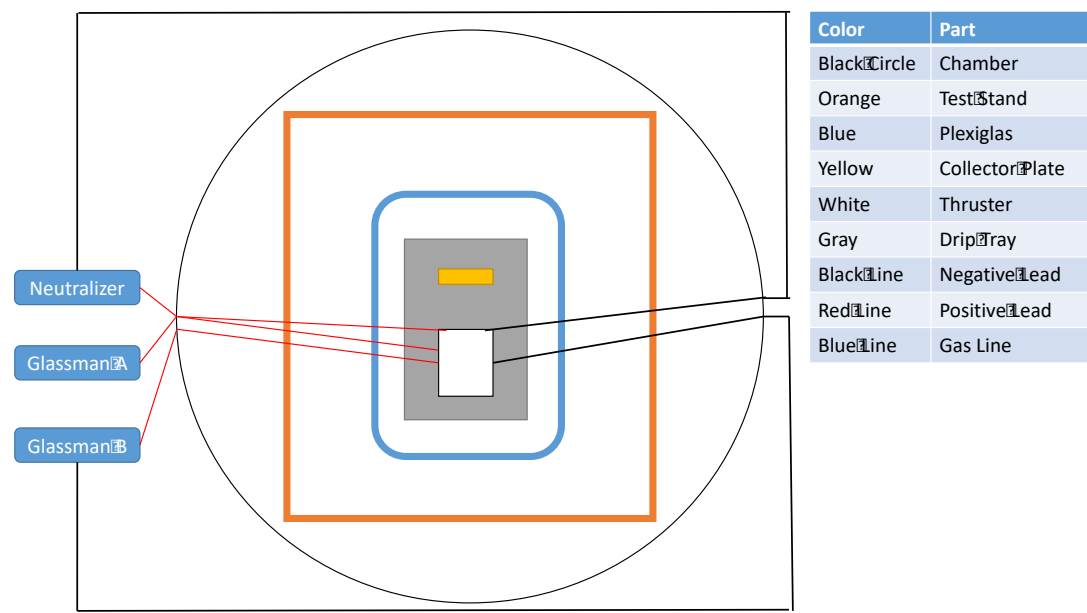 Color Part
Black Circle Chamber
Orange Test Stand
Blue Plexiglas
Yellow Collector Plate
White Thruster
Gray Drip Tray
Black Line Negative Lead
Red Line Positive Lead
Blue Line Gas Line
Neutralizer
Glassman A
Glassman B